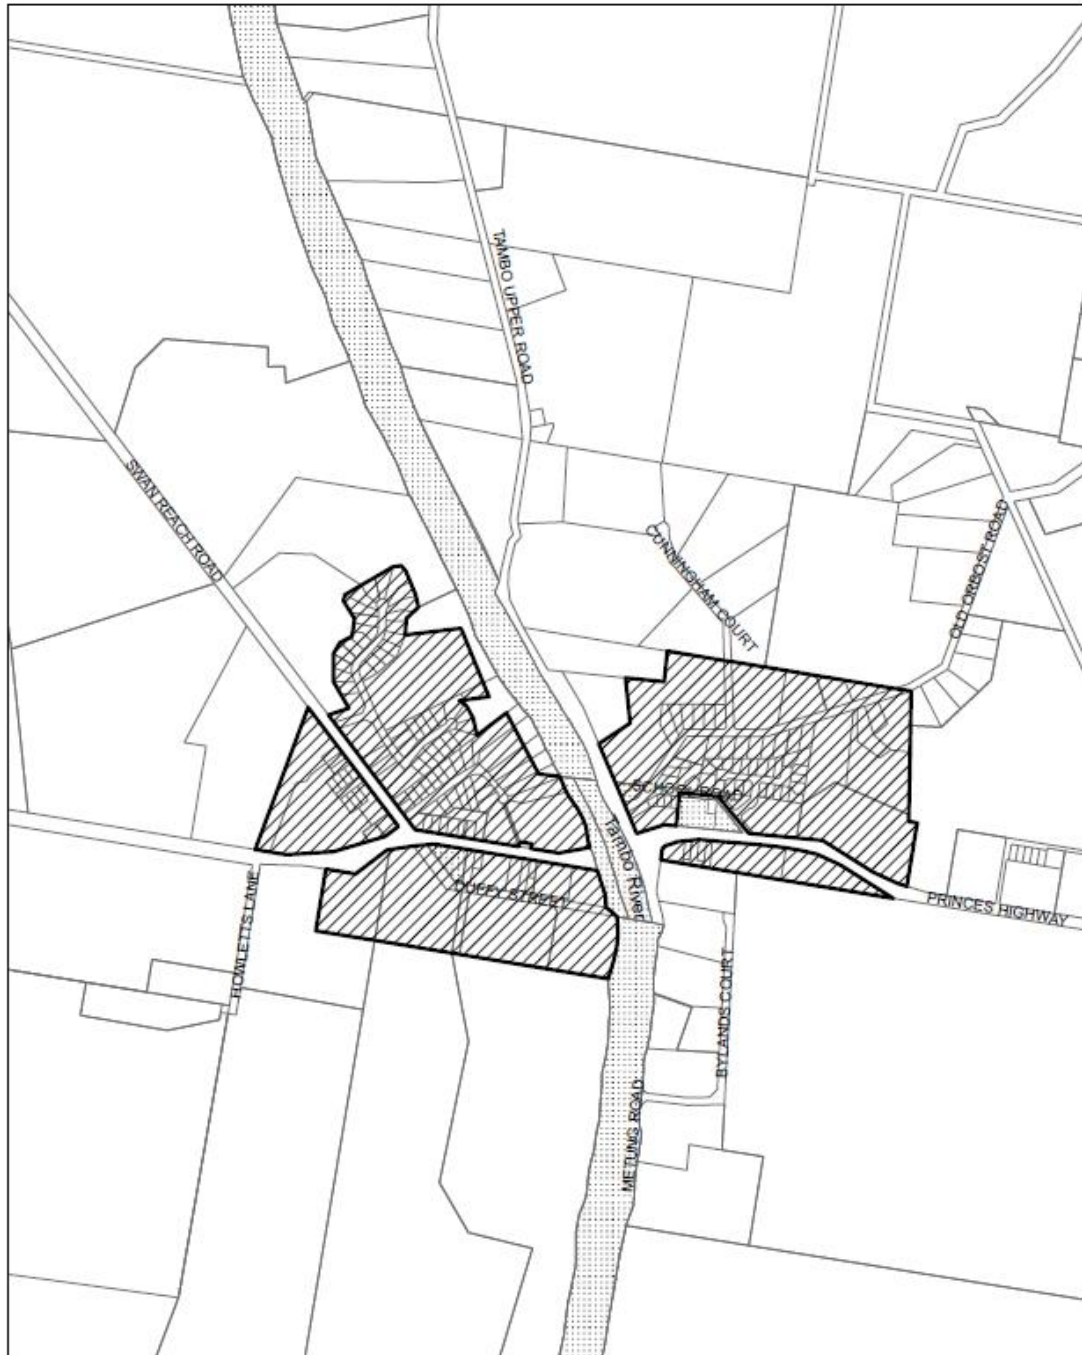 TAMBO UPPER ROAD
SWAN REACH ROAD
CUNNINGHAM COURT
OLD ORBOST ROAD
SCHOOL ROAD
Tambo River
DUFFY STREET
HOWLETTS LANE
PRINCES HIGHWAY
BYLANDS COURT
METUNG ROAD